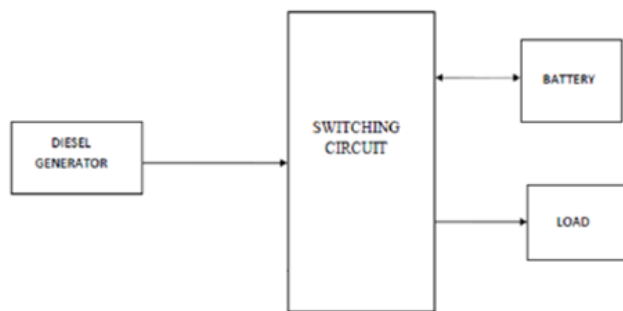 DIESEL
GENERATOR
SWITCHING
CIRCUIT
BATTERY
LOAD